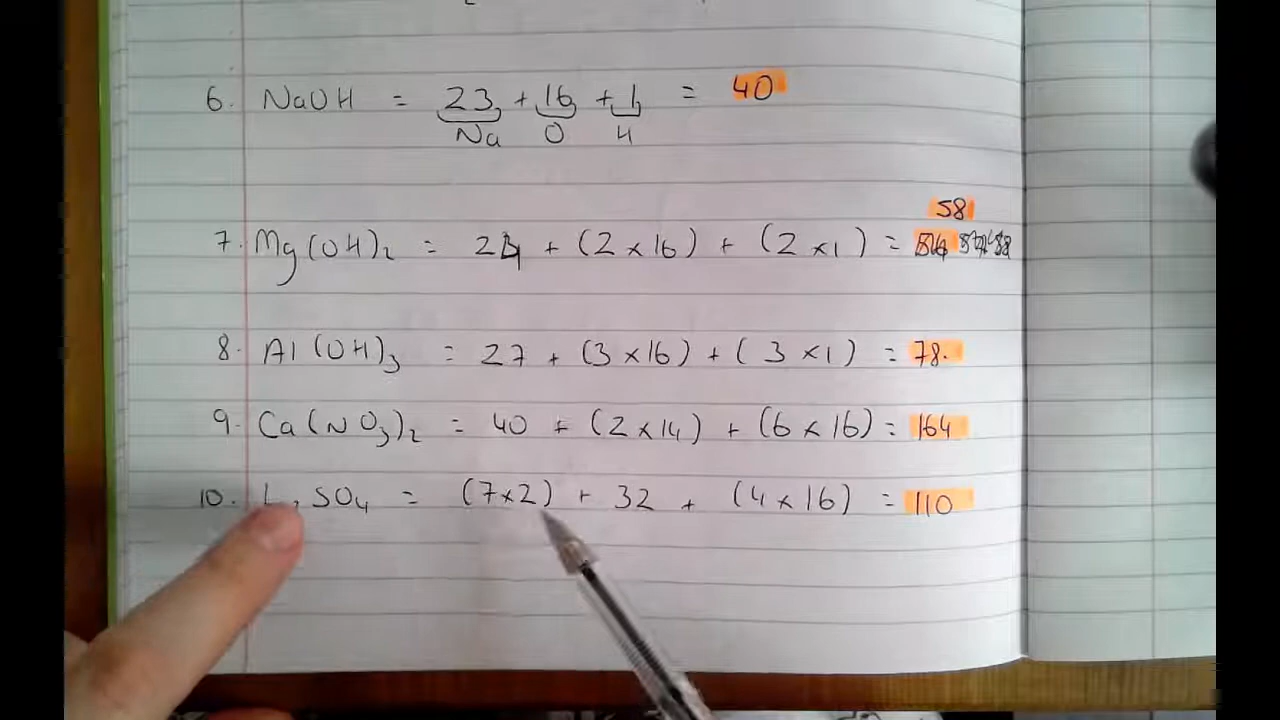 6. NaOH = 23 + 16 + 1 = 40
Na O H
58
7. Mg(OH)₂ = 24 + (2 x 16) + (2 x 1) =
8. Al(OH)₃ = 27 + (3 x 16) + (3 x 1) = 78.
9. Ca(NO₃)₂ = 40 + (2 x 14) + (6 x 16) = 164
10. SO₄ = (7 x 2) + 32 + (4 x 16) = 110